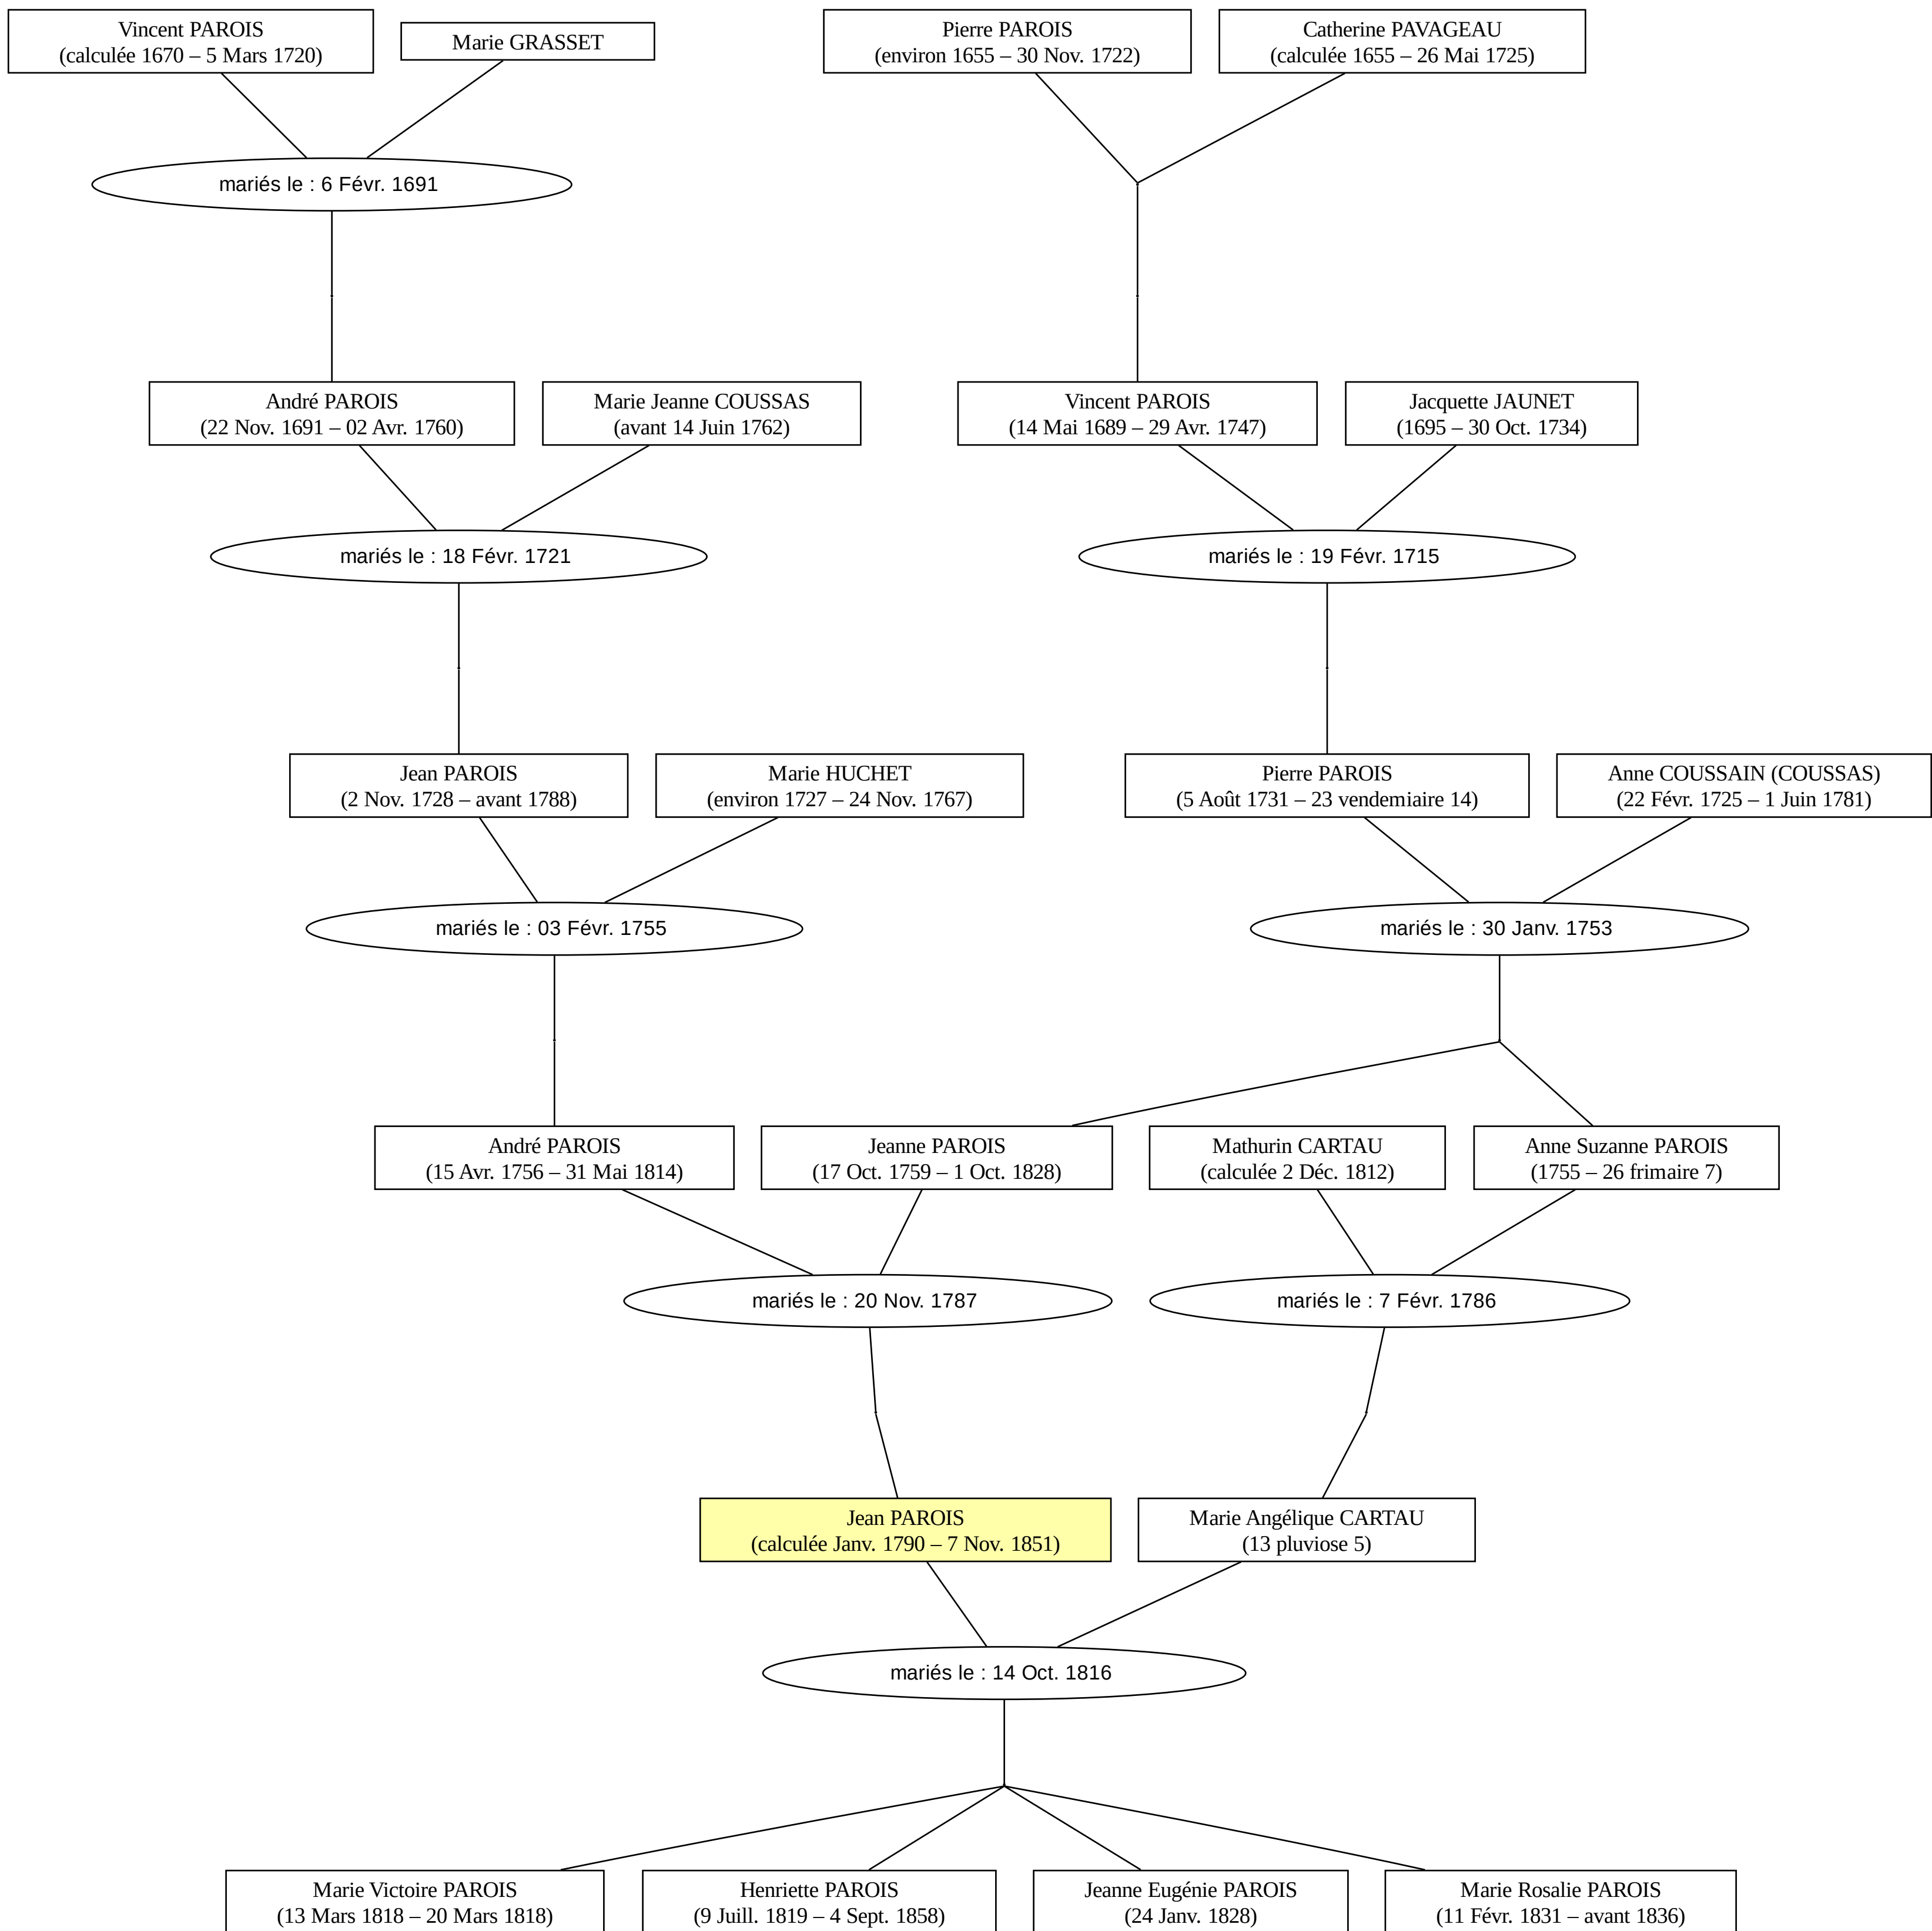 Vincent PAROIS
(calculée 1670 – 5 Mars 1720)
Marie GRASSET
Pierre PAROIS
(environ 1655 – 30 Nov. 1722)
Catherine PAVAGEAU
(calculée 1655 – 26 Mai 1725)
mariés le : 6 Févr. 1691
André PAROIS
(22 Nov. 1691 – 02 Avr. 1760)
Marie Jeanne COUSSAS
(avant 14 Juin 1762)
Vincent PAROIS
(14 Mai 1689 – 29 Avr. 1747)
Jacquette JAUNET
(1695 – 30 Oct. 1734)
mariés le : 18 Févr. 1721
mariés le : 19 Févr. 1715
Jean PAROIS
(2 Nov. 1728 – avant 1788)
Marie HUCHET
(environ 1727 – 24 Nov. 1767)
Pierre PAROIS
(5 Août 1731 – 23 vendemiaire 14)
Anne COUSSAIN (COUSSAS)
(22 Févr. 1725 – 1 Juin 1781)
mariés le : 03 Févr. 1755
mariés le : 30 Janv. 1753
André PAROIS
(15 Avr. 1756 – 31 Mai 1814)
Jeanne PAROIS
(17 Oct. 1759 – 1 Oct. 1828)
Mathurin CARTAU
(calculée 2 Déc. 1812)
Anne Suzanne PAROIS
(1755 – 26 frimaire 7)
mariés le : 20 Nov. 1787
mariés le : 7 Févr. 1786
Jean PAROIS
(calculée Janv. 1790 – 7 Nov. 1851)
Marie Angélique CARTAU
(13 pluviose 5)
mariés le : 14 Oct. 1816
Marie Victoire PAROIS
(13 Mars 1818 – 20 Mars 1818)
Henriette PAROIS
(9 Juill. 1819 – 4 Sept. 1858)
Jeanne Eugénie PAROIS
(24 Janv. 1828)
Marie Rosalie PAROIS
(11 Févr. 1831 – avant 1836)